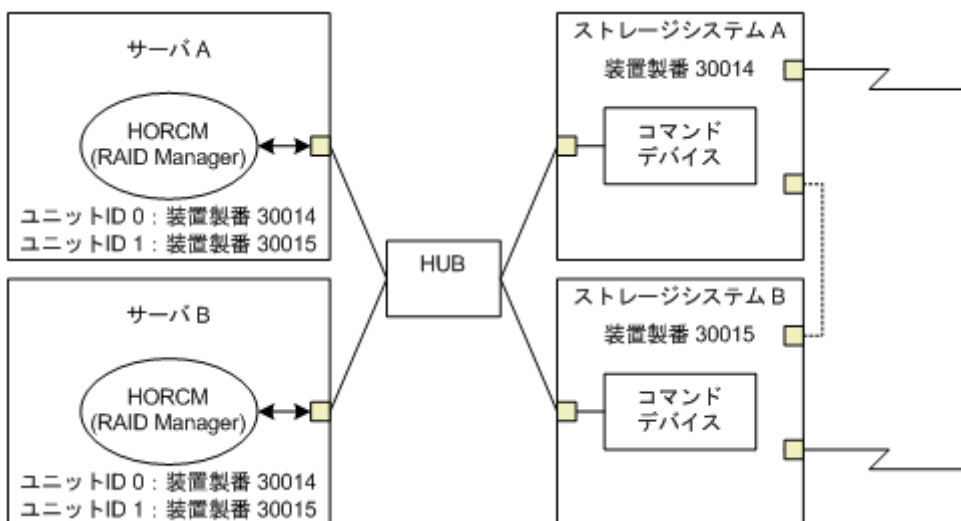 サーバ A
HORCM
(RAID Manager)
ユニットID 0 : 装置製番 30014
ユニットID 1 : 装置製番 30015
サーバ B
HORCM
(RAID Manager)
ユニットID 0 : 装置製番 30014
ユニットID 1 : 装置製番 30015
HUB
ストレージシステム A
装置製番 30014
コマンド
デバイス
ストレージシステム B
装置製番 30015
コマンド
デバイス